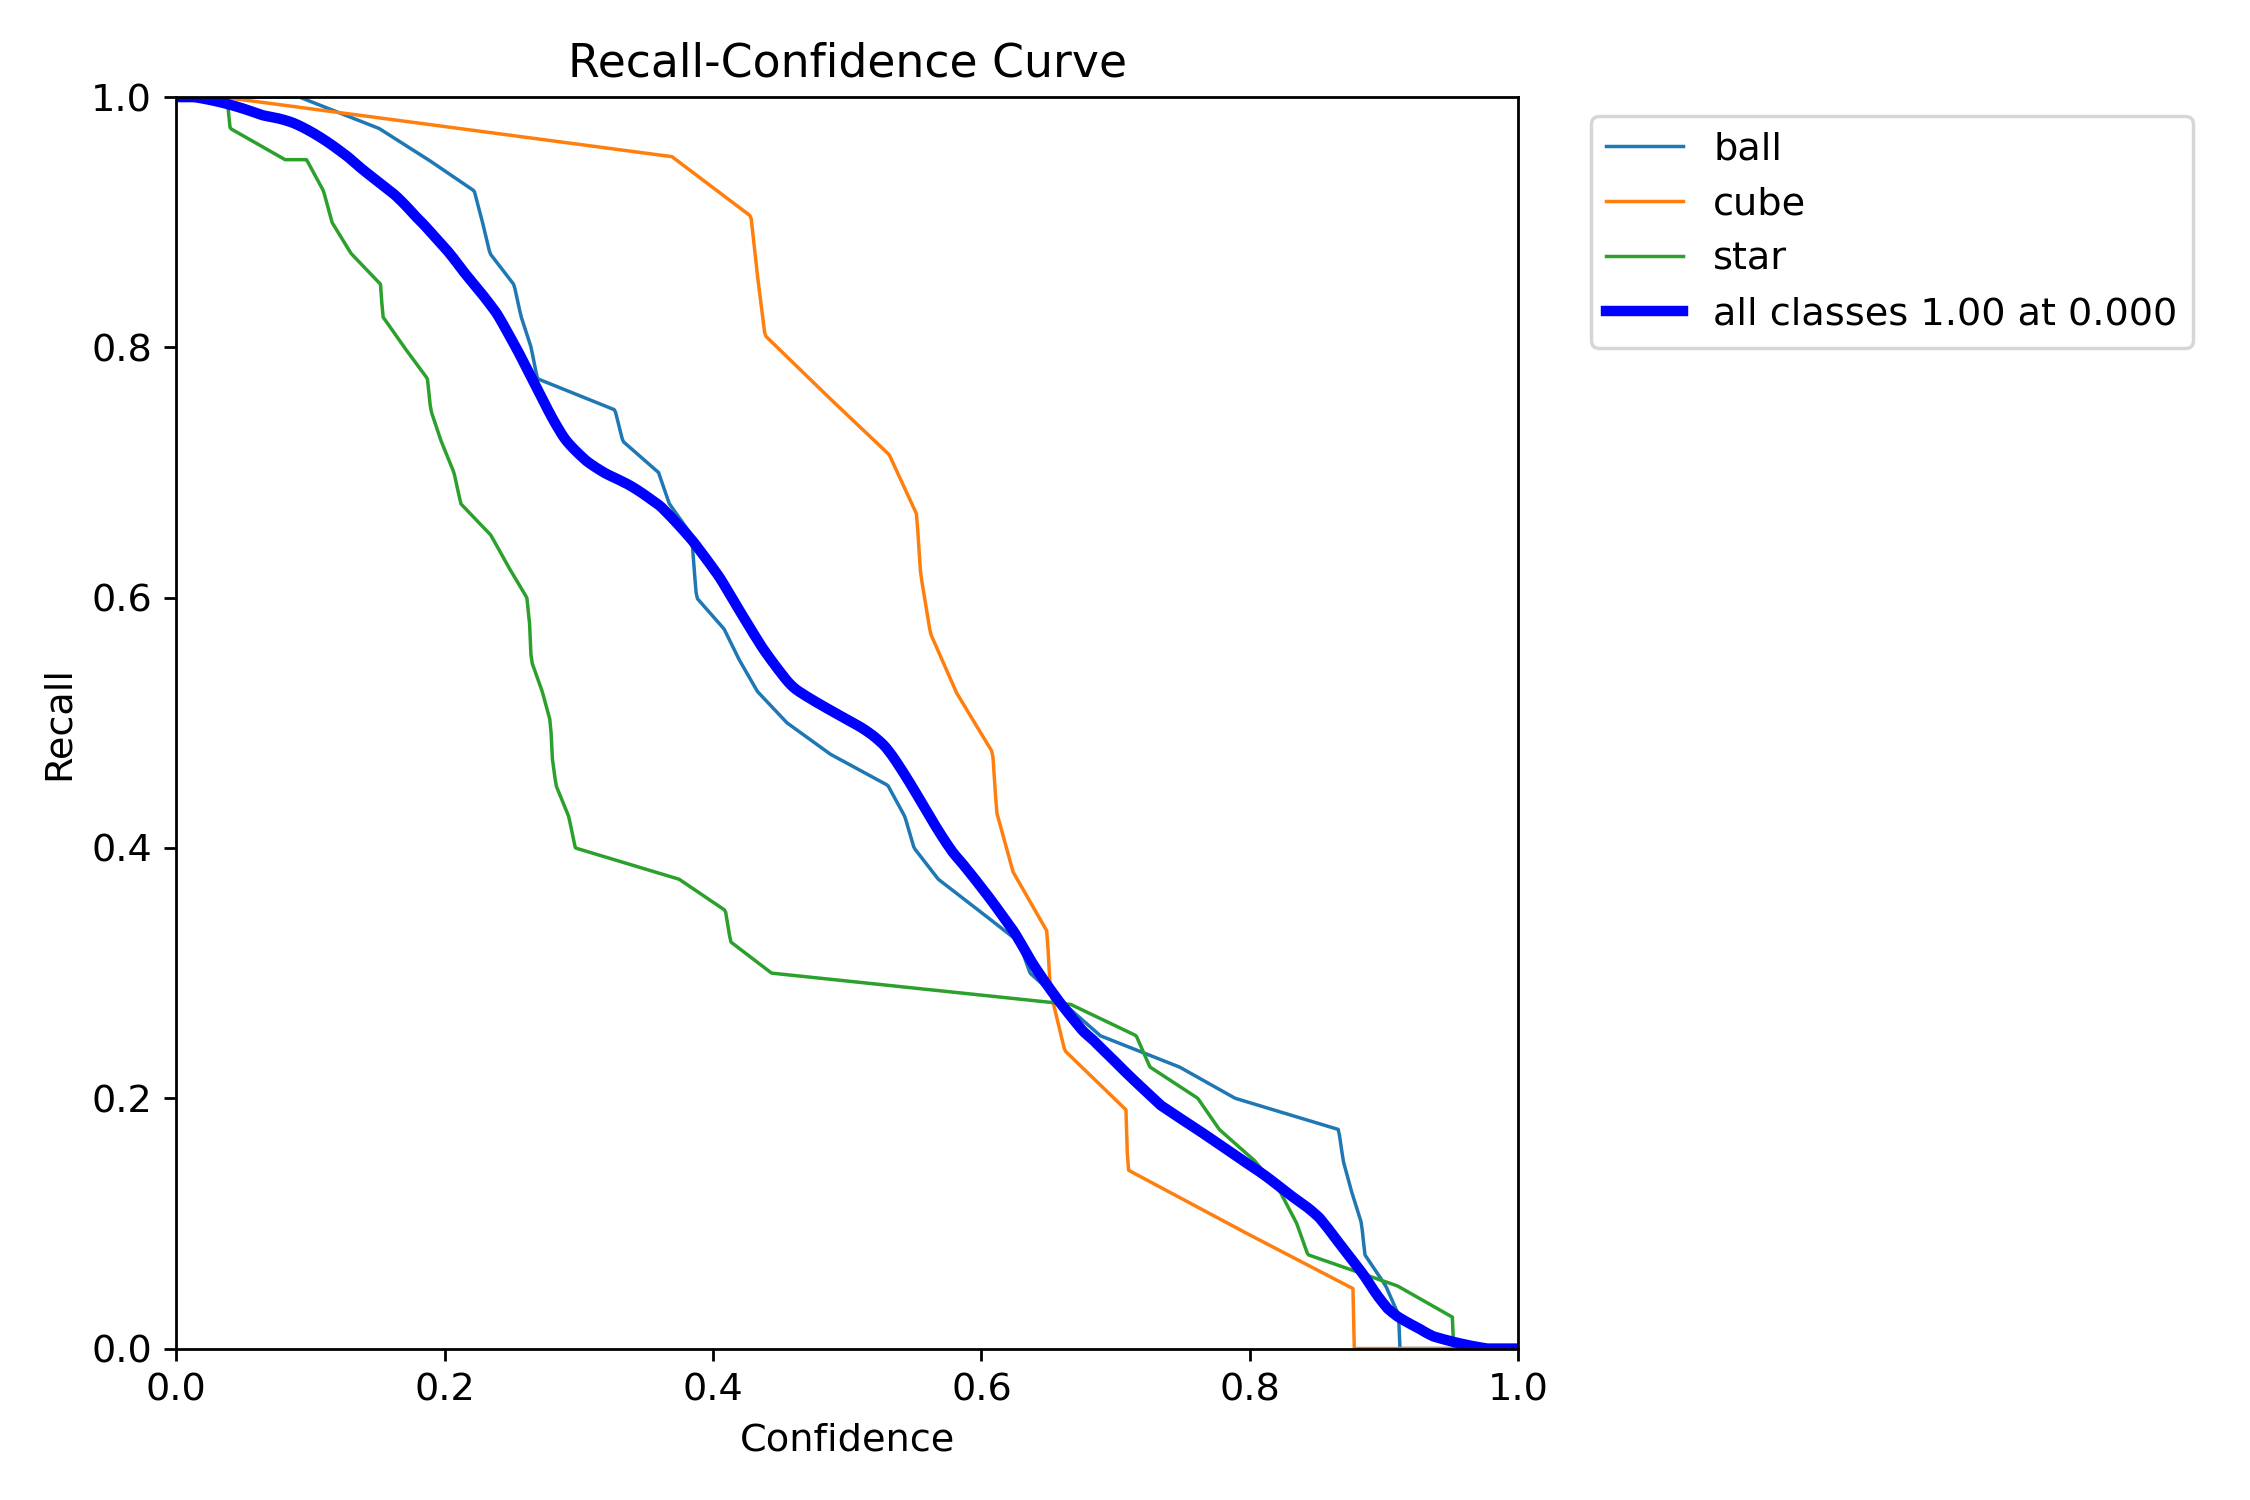 Recall-Confidence Curve
1.0
0.8
0.6
0.4
0.2
0.0
Recall
0.0 0.2 0.4 0.6 0.8 1.0
Confidence
ball
cube
star
all classes 1.00 at 0.000